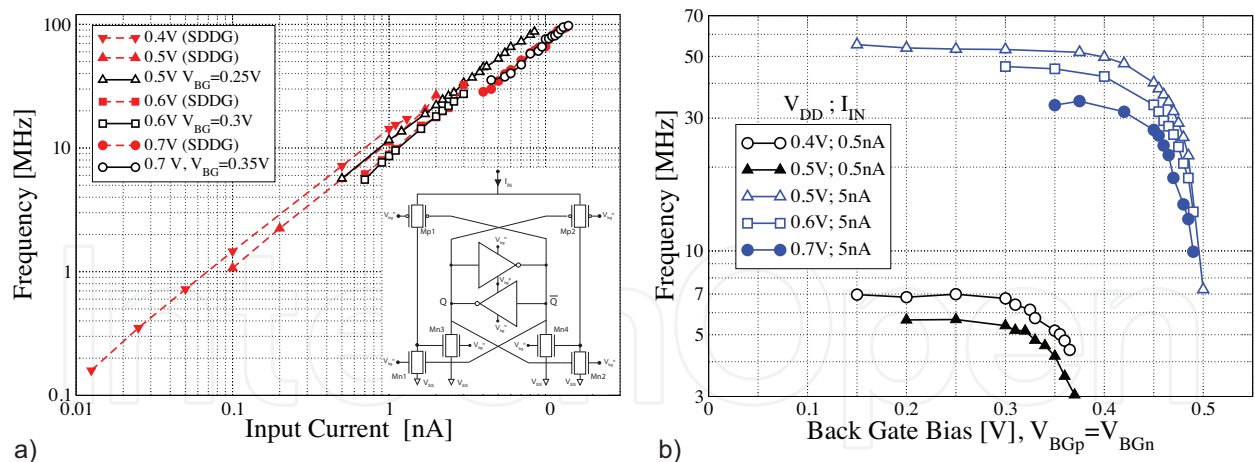 100
10
1
0.1
Frequency [MHz]
0.4V (SDDG)
0.5V (SDDG)
0.5V V_BG=0.25V
0.6V (SDDG)
0.6V V_BG=0.3V
0.7V (SDDG)
0.7 V, V_BG=0.35V
I_IN
Mp1
Mp2
Q
Q̅
Mn3
Mn4
Mn1
Mn2
0.01
0.1
1
0
Input Current [nA]
a)
70
50
30
10
7
5
3
Frequency [MHz]
V_DD ; I_IN
0.4V; 0.5nA
0.5V; 0.5nA
0.5V; 5nA
0.6V; 5nA
0.7V; 5nA
0
0.1
0.2
0.3
0.4
0.5
Back Gate Bias [V], V_BGp=V_BGn
b)
InTechOpen